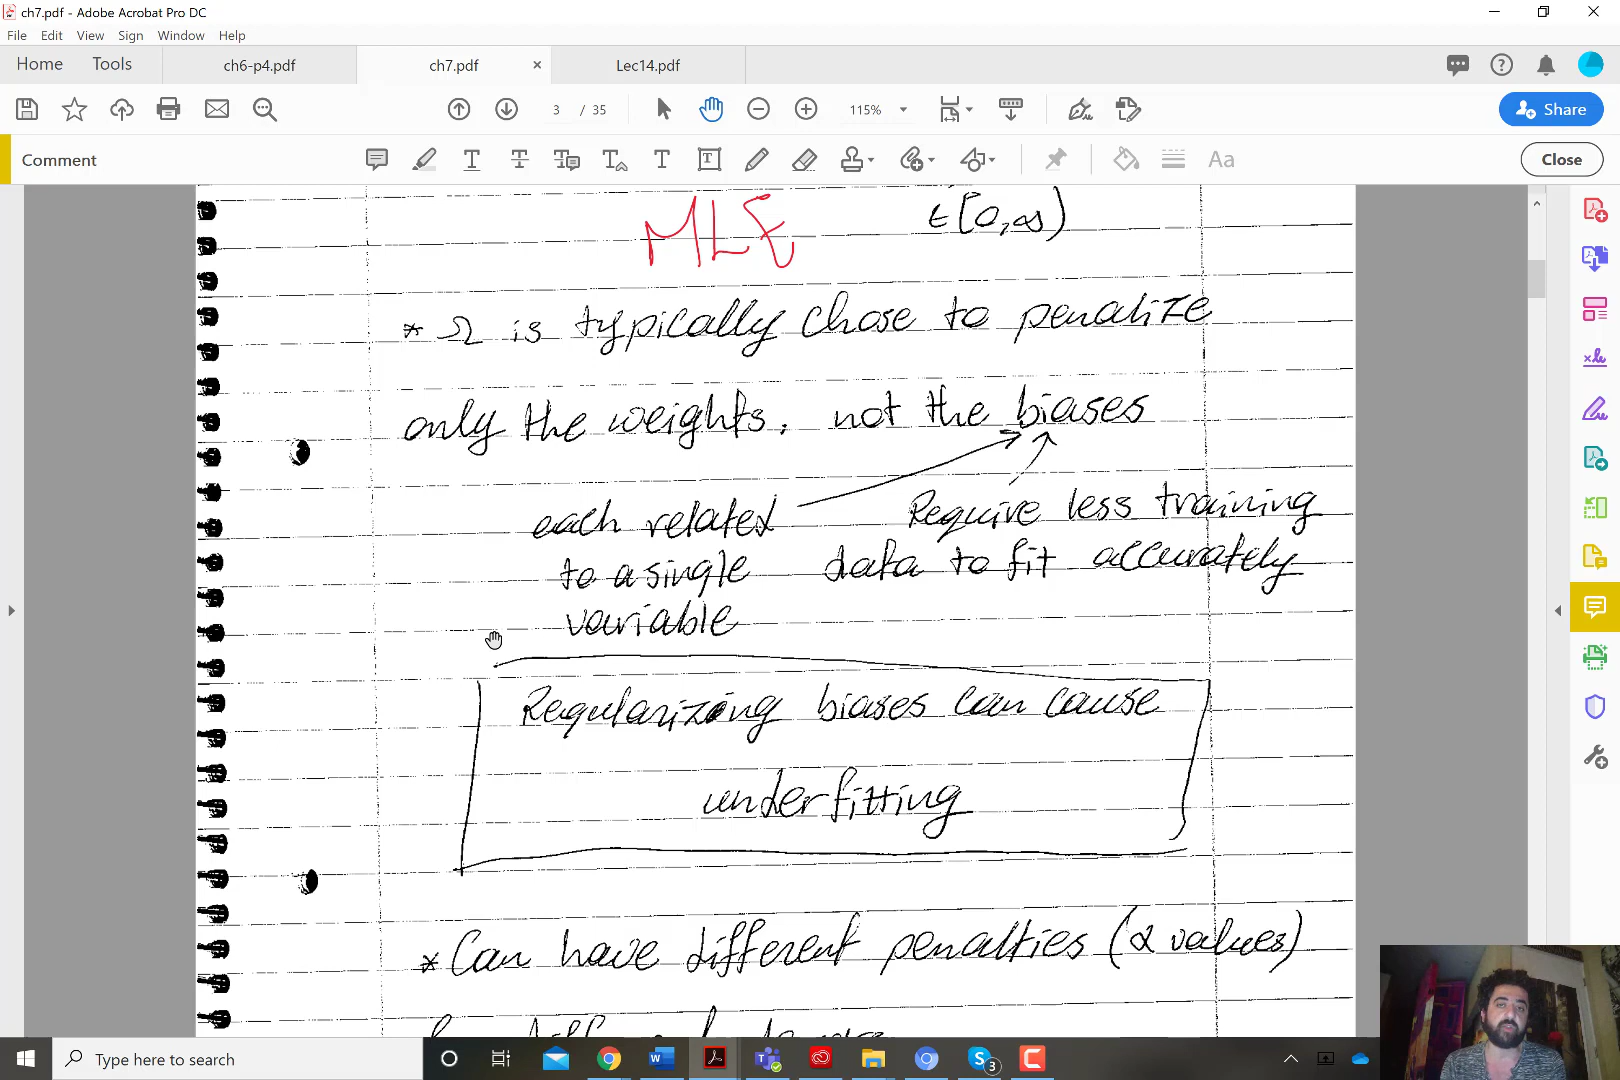 ch7.pdf - Adobe Acrobat Pro DC
File Edit View Sign Window Help
Home Tools ch6-p4.pdf ch7.pdf × Lec14.pdf
3 / 35 115% Share
Comment Aa Close
MLE ∈[0,∞)
* Ω is typically chose to penalize
only the weights, not the biases
each related Require less training
to a single data to fit accurately
variable
Regularizing biases can cause
underfitting
* Can have different penalties (α values)
Type here to search
3